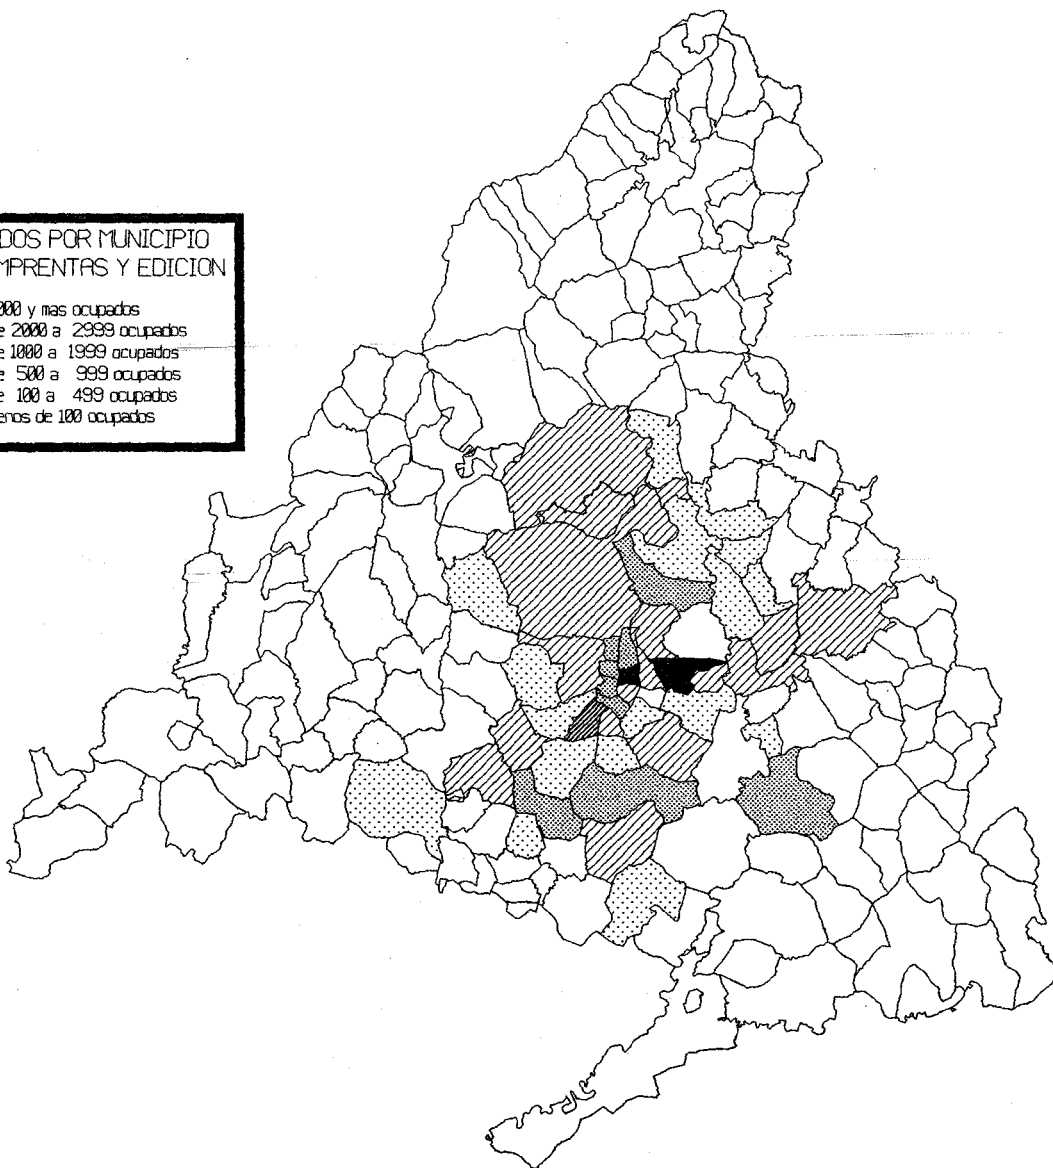 DOS POR MUNICIPIO
MPRENTAS Y EDICION
000 y mas ocupados
e 2000 a 2999 ocupados
e 1000 a 1999 ocupados
e 500 a 999 ocupados
e 100 a 499 ocupados
enos de 100 ocupados